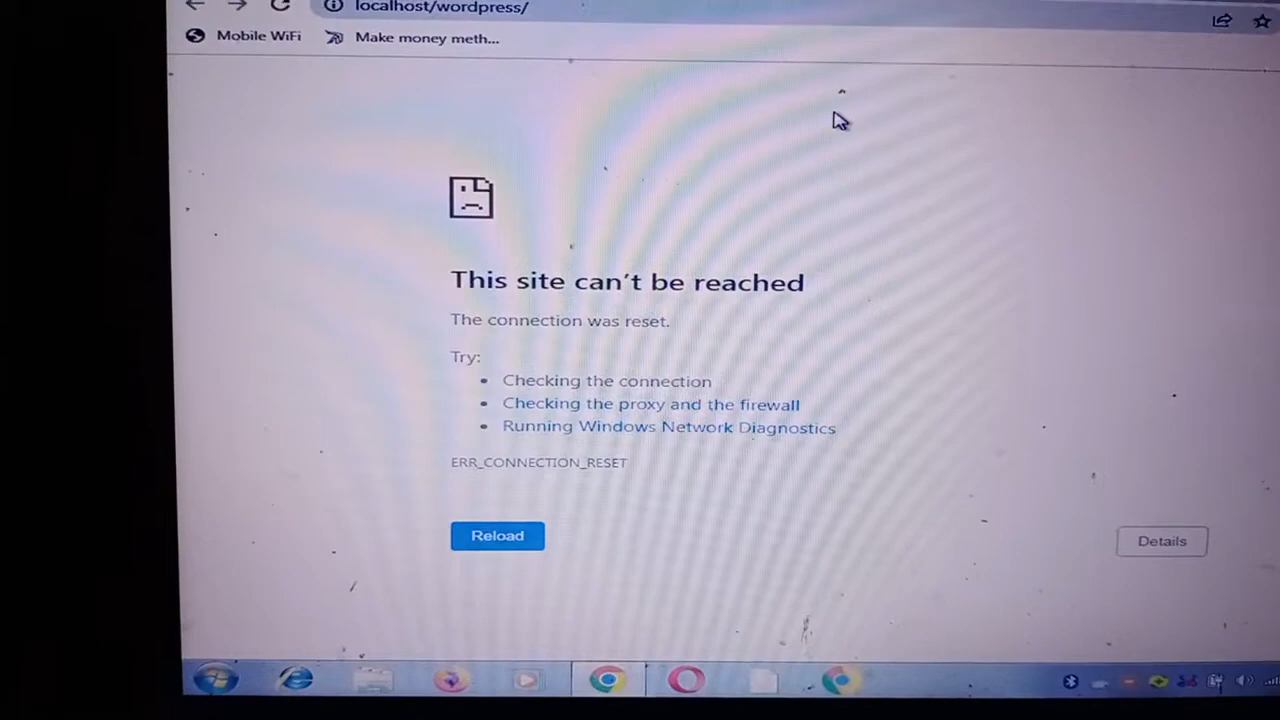 localhost/wordpress/
Mobile WiFi
Make money meth...
This site can't be reached
The connection was reset.
Try:
Checking the connection
Checking the proxy and the firewall
Running Windows Network Diagnostics
ERR_CONNECTION_RESET
Reload
Details